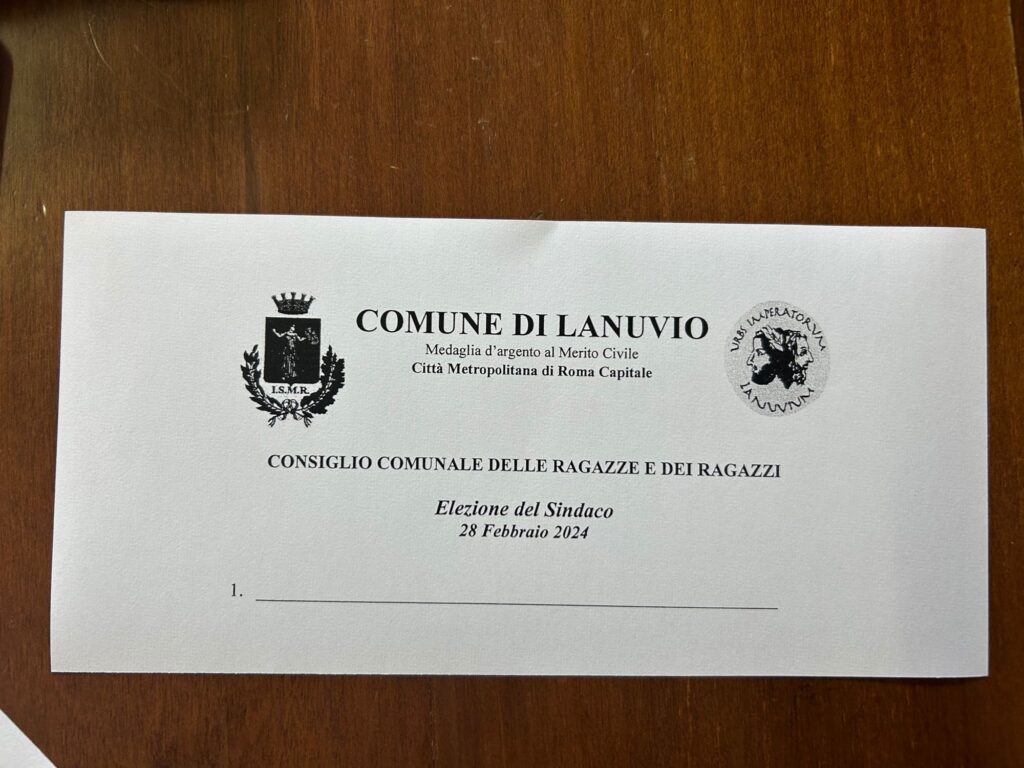 COMUNE DI LANUVIO
Medaglia d'argento al Merito Civile
Città Metropolitana di Roma Capitale
I.S.M.R.
URBS IMPERATORVM
LANUVIUM
CONSIGLIO COMUNALE DELLE RAGAZZE E DEI RAGAZZI
Elezione del Sindaco
28 Febbraio 2024
1.